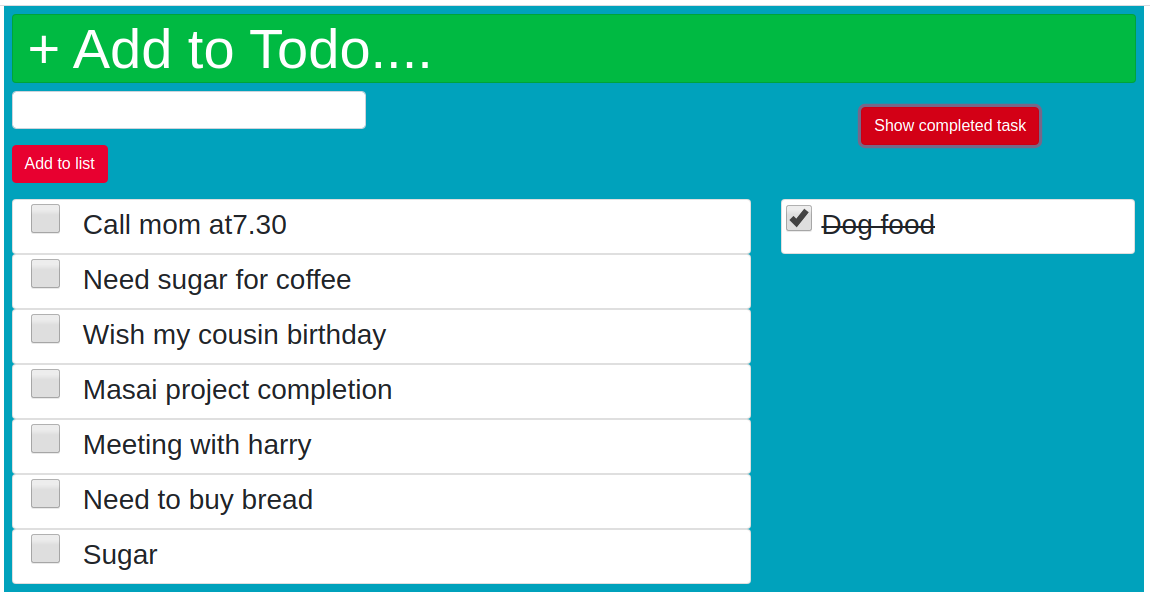 + Add to Todo....
Show completed task
Add to list
Call mom at7.30
Dog food
Need sugar for coffee
Wish my cousin birthday
Masai project completion
Meeting with harry
Need to buy bread
Sugar